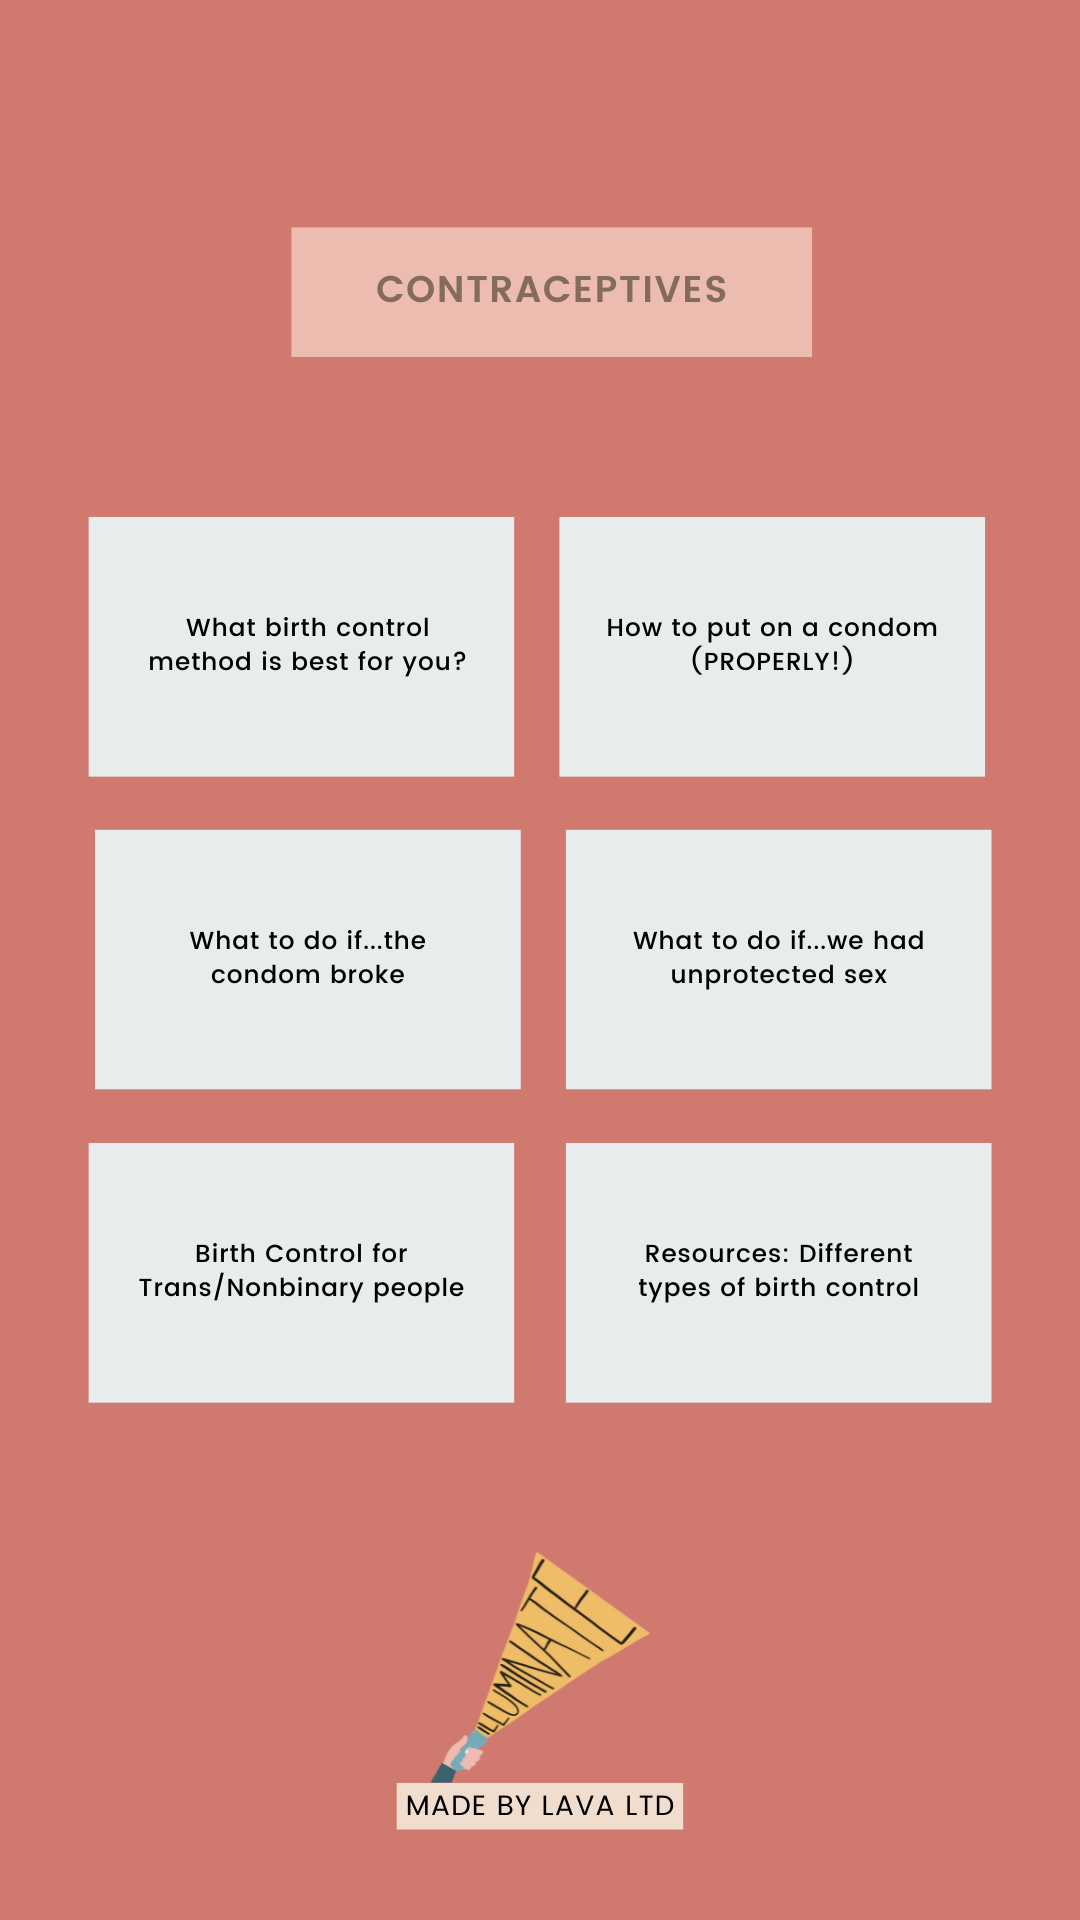 CONTRACEPTIVES
What birth control
method is best for you?
How to put on a condom
(PROPERLY!)
What to do if...the
condom broke
What to do if...we had
unprotected sex
Birth Control for
Trans/Nonbinary people
Resources: Different
types of birth control
ILLUMINATE
MADE BY LAVA LTD